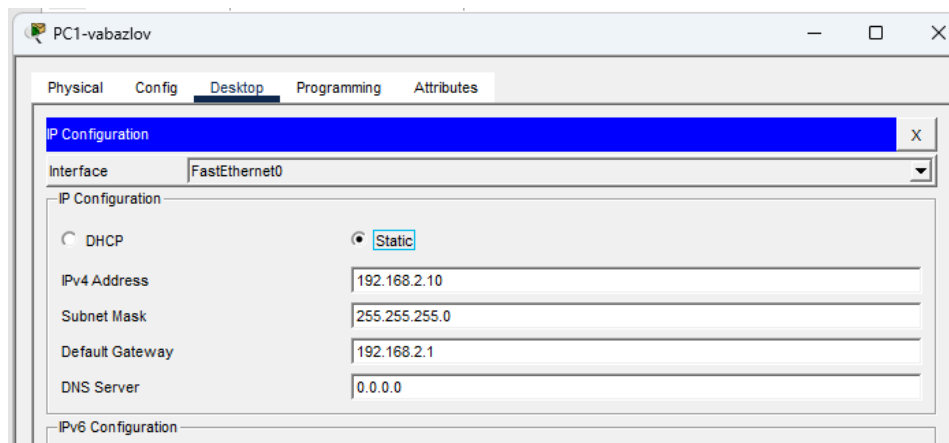 PC1-vabazlov
Physical Config Desktop Programming Attributes
IP Configuration X
Interface FastEthernet0
IP Configuration
DHCP Static
IPv4 Address 192.168.2.10
Subnet Mask 255.255.255.0
Default Gateway 192.168.2.1
DNS Server 0.0.0.0
IPv6 Configuration